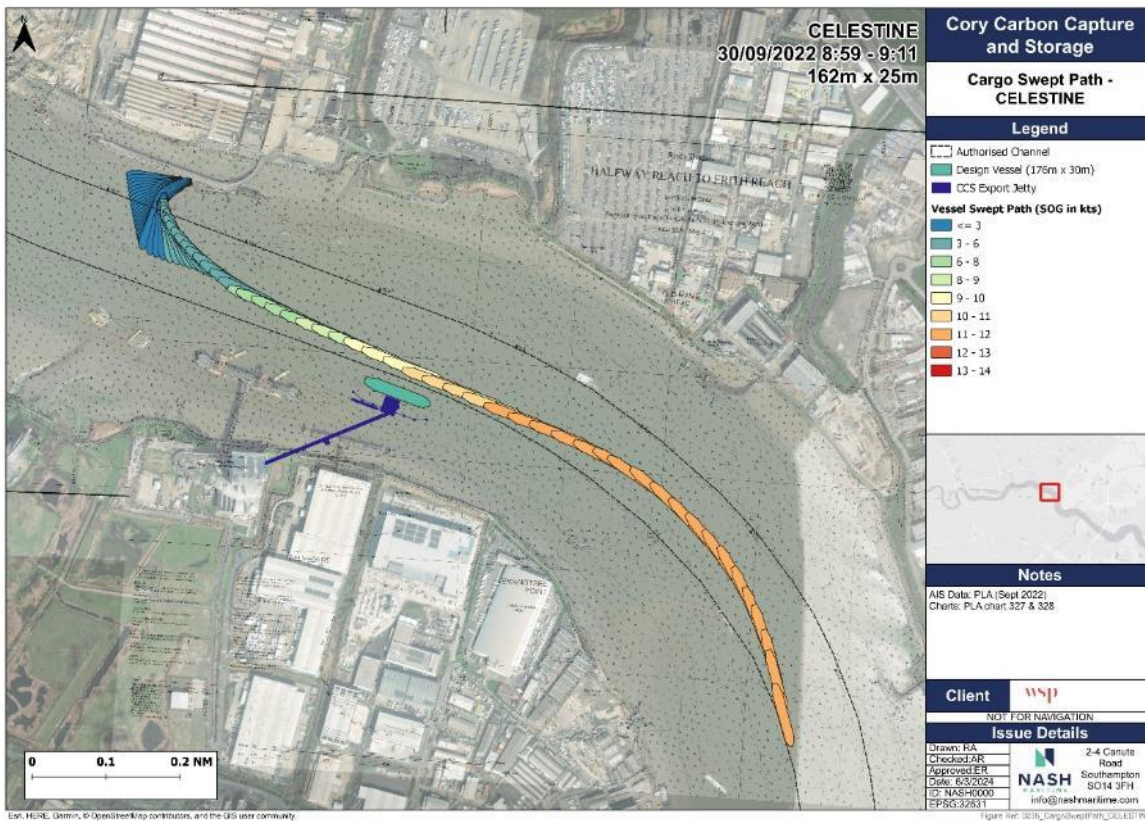 CELESTINE
30/09/2022 8:59 - 9:11
162m x 25m
HALFWAY REACH TO ERITH REACH
POINT
0 0.1 0.2 NM
Esri, HERE, Garmin, © OpenStreetMap contributors, and the GIS user community.
Cory Carbon Capture
and Storage
Cargo Swept Path -
CELESTINE
Legend
Authorised Channel
Design Vessel (176m x 30m)
CCS Export Jetty
Vessel Swept Path (SOG in kts)
<= 3
3 - 6
6 - 8
8 - 9
9 - 10
10 - 11
11 - 12
12 - 13
13 - 14
Notes
AIS Data: PLA (Sept 2022)
Charts: PLA chart 327 & 328
Client
wsp
NOT FOR NAVIGATION
Issue Details
Drawn: RA
Checked:AR
Approved:ER
Date: 6/3/2024
ID: NASH0000
EPSG:32631
NASH
MARITIME
2-4 Canute
Road
Southampton
SO14 3FH
info@nashmaritime.com
Figure Ref: 0235_CargoSweptPath_CELESTIN